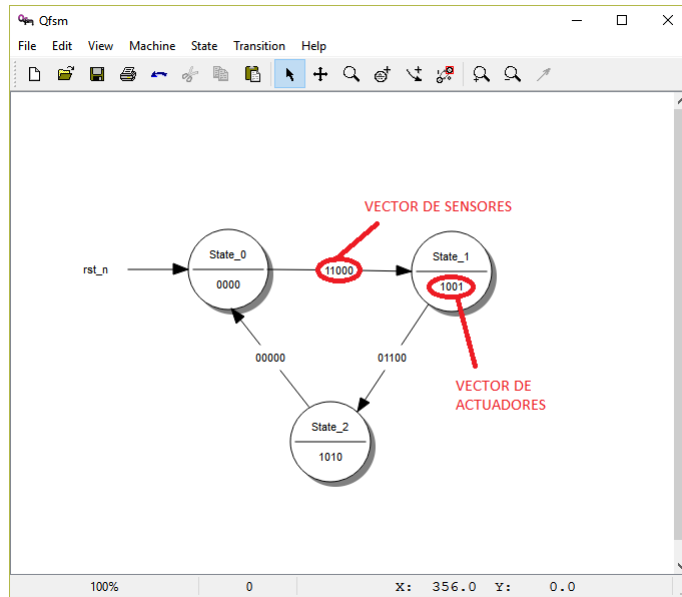 Qfsm
File Edit View Machine State Transition Help
VECTOR DE SENSORES
State_0
State_1
rst_n
11000
0000
1001
00000
01100
VECTOR DE
ACTUADORES
State_2
1010
100% 0 X: 356.0 Y: 0.0